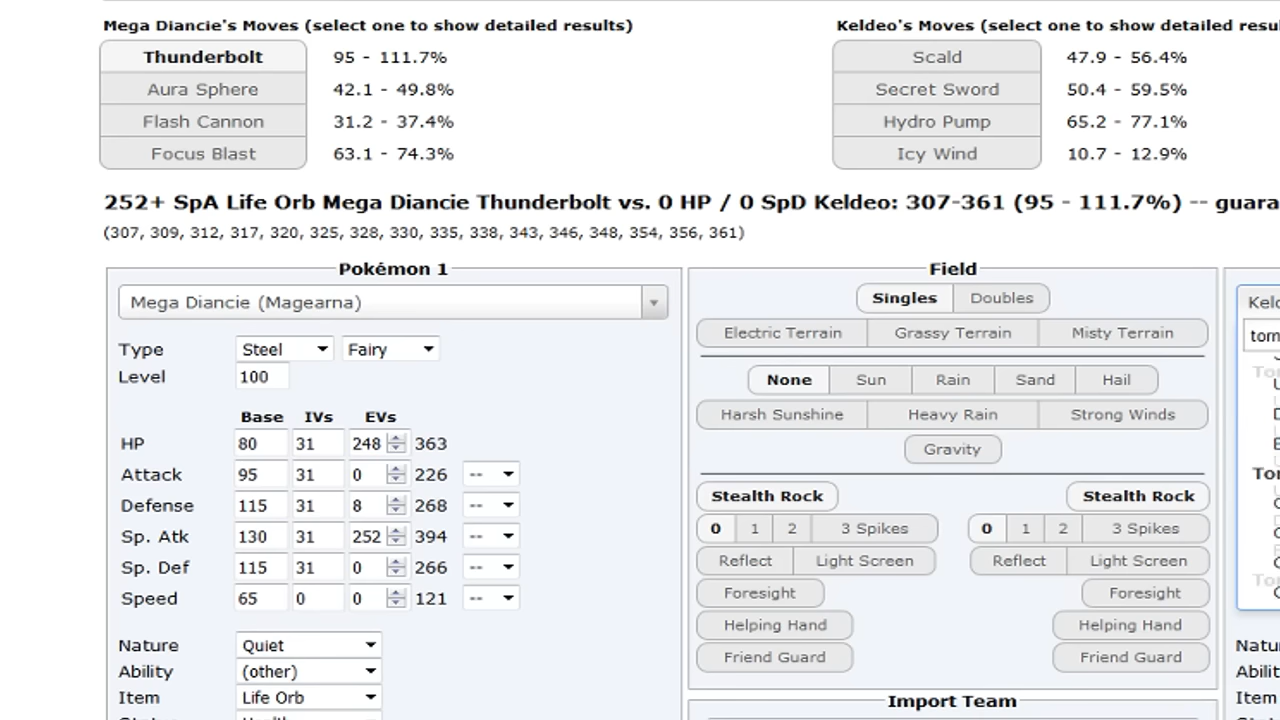 Mega Diancie's Moves (select one to show detailed results)
Keldeo's Moves (select one to show detailed resu
Thunderbolt 95 - 111.7%
Scald 47.9 - 56.4%
Aura Sphere 42.1 - 49.8%
Secret Sword 50.4 - 59.5%
Flash Cannon 31.2 - 37.4%
Hydro Pump 65.2 - 77.1%
Focus Blast 63.1 - 74.3%
Icy Wind 10.7 - 12.9%
252+ SpA Life Orb Mega Diancie Thunderbolt vs. 0 HP / 0 SpD Keldeo: 307-361 (95 - 111.7%) -- guara
(307, 309, 312, 317, 320, 325, 328, 330, 335, 338, 343, 346, 348, 354, 356, 361)
Pokémon 1
Mega Diancie (Magearna)
Type Steel Fairy
Level 100
Base IVs EVs
HP 80 31 248 363
Attack 95 31 0 226 --
Defense 115 31 8 268 --
Sp. Atk 130 31 252 394 --
Sp. Def 115 31 0 266 --
Speed 65 0 0 121 --
Nature Quiet
Ability (other)
Item Life Orb
Field
Singles Doubles
Electric Terrain Grassy Terrain Misty Terrain
None Sun Rain Sand Hail
Harsh Sunshine Heavy Rain Strong Winds
Gravity
Stealth Rock Stealth Rock
0 1 2 3 Spikes 0 1 2 3 Spikes
Reflect Light Screen Reflect Light Screen
Foresight Foresight
Helping Hand Helping Hand
Friend Guard Friend Guard
Import Team
Keld
torn
Tor
Natu
Abilit
Item